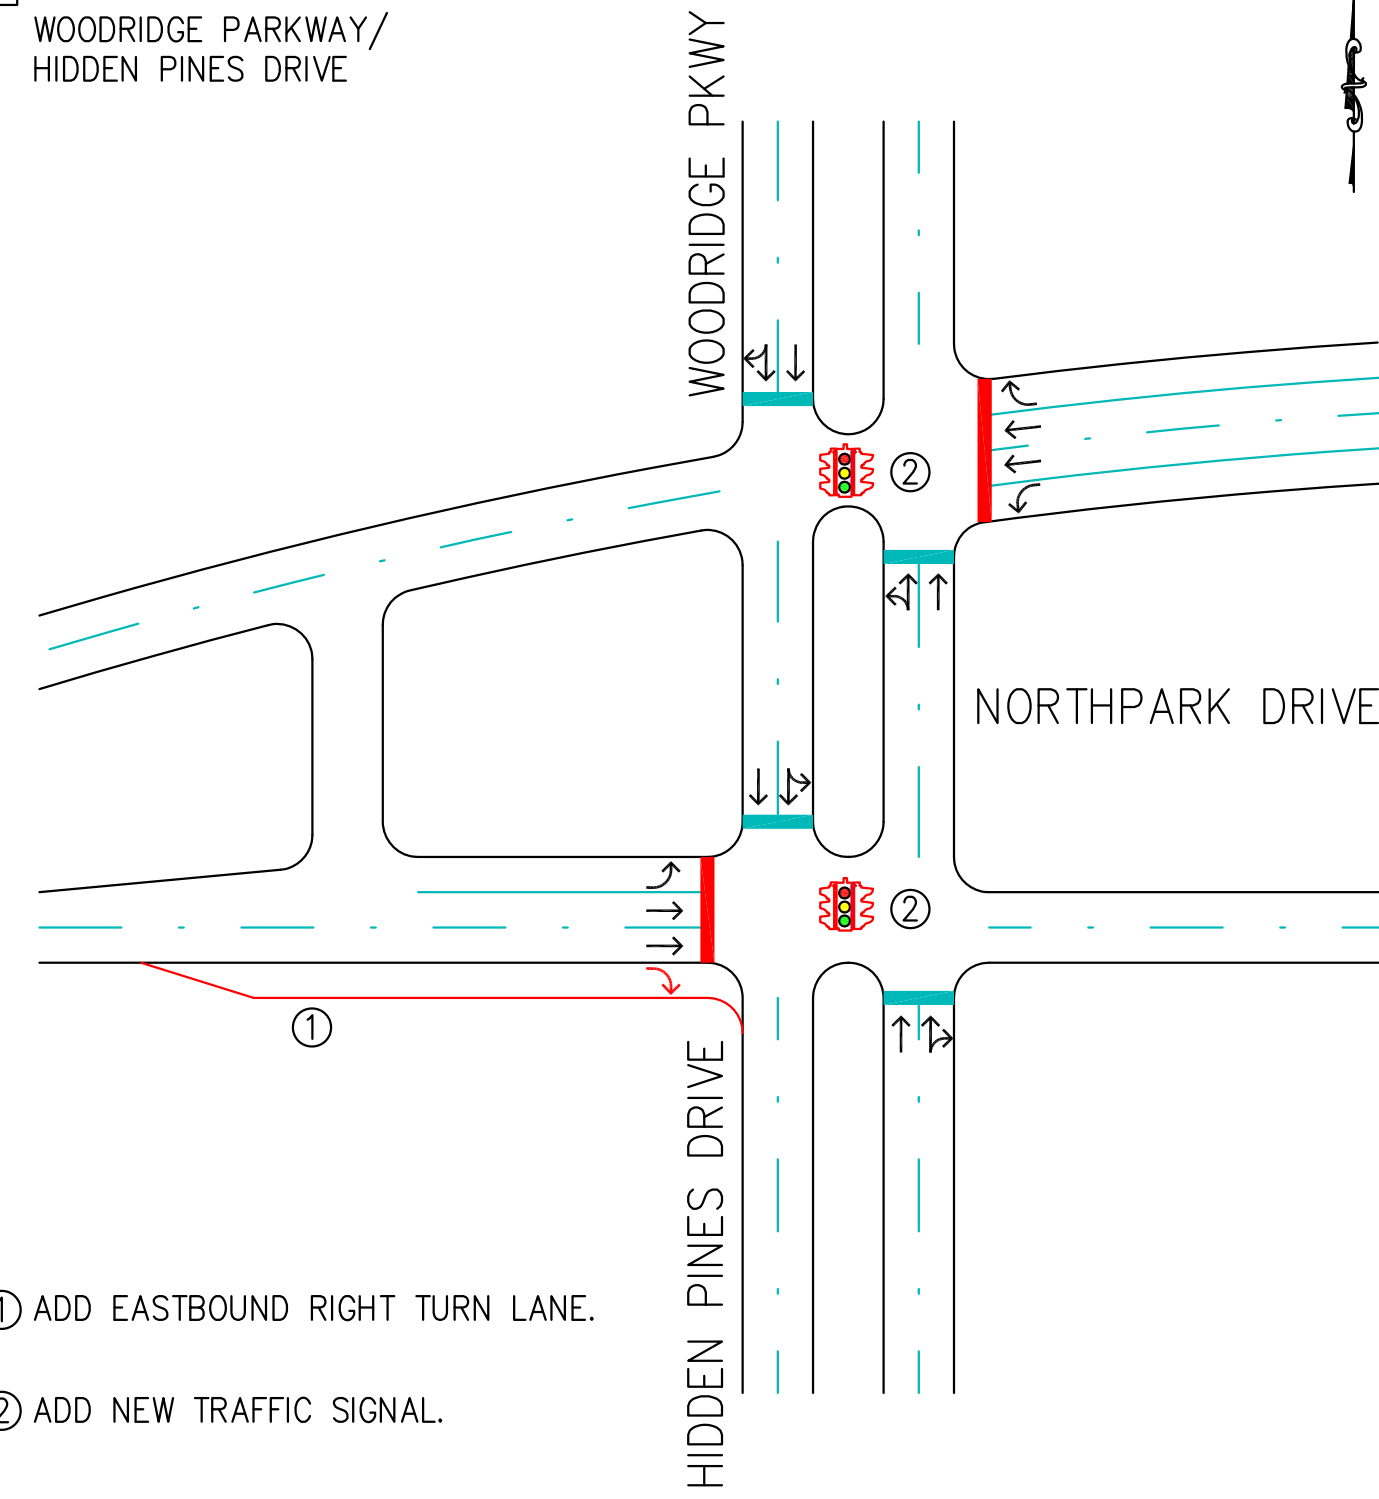 WOODRIDGE PARKWAY/
HIDDEN PINES DRIVE
WOODRIDGE PKWY
2
NORTHPARK DRIVE
2
1
HIDDEN PINES DRIVE
1 ADD EASTBOUND RIGHT TURN LANE.
2 ADD NEW TRAFFIC SIGNAL.